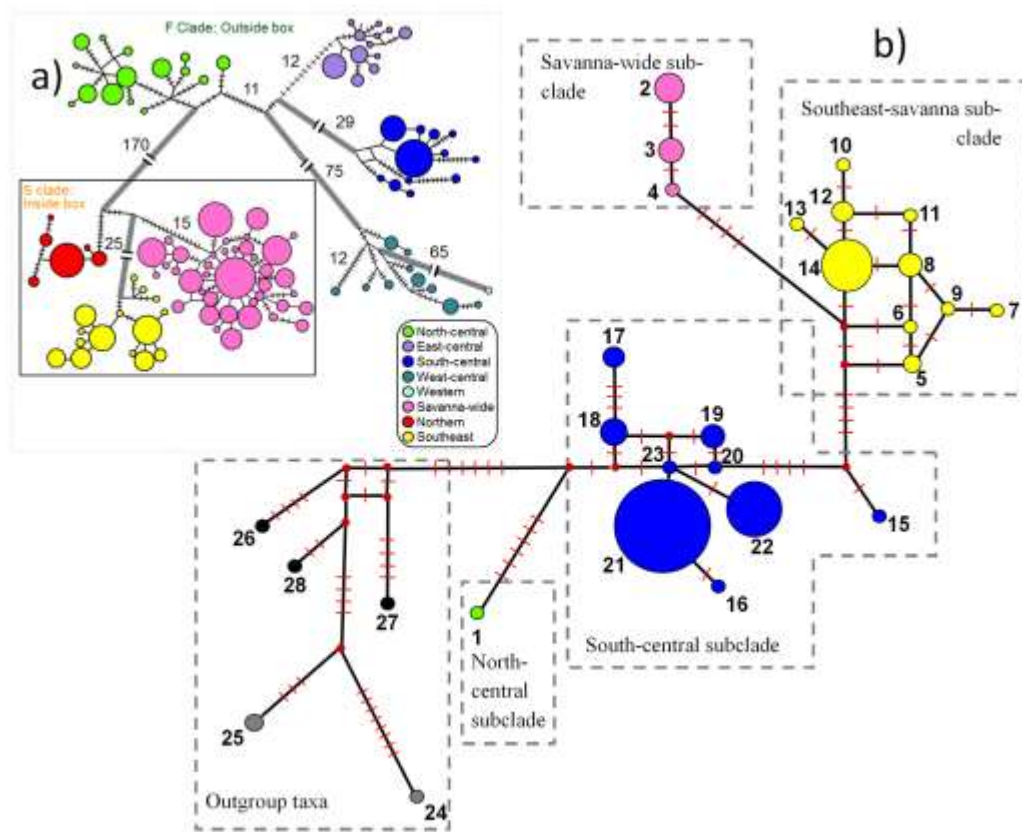 a)
F Clade: Outside box
12
11
29
170
75
S clade:
Inside box
15
25
12
65
North-central
East-central
South-central
West-central
Western
Savanna-wide
Northern
Southeast
b)
Savanna-wide sub-
clade
2
3
4
Southeast-savanna sub-
clade
10
12
11
13
14
8
9
7
6
5
17
18
19
23
20
21
22
15
16
South-central subclade
26
28
27
25
24
Outgroup taxa
1
North-
central
subclade